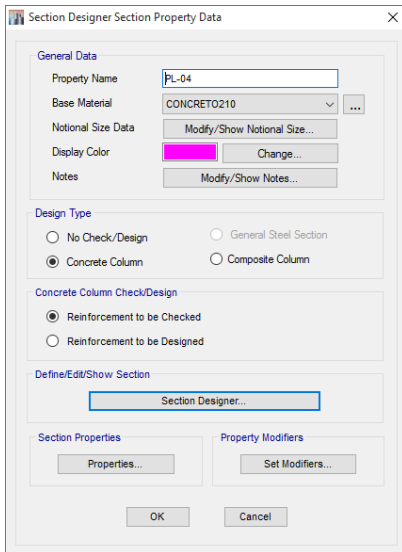 Section Designer Section Property Data
General Data
Property Name PL-04
Base Material CONCRETO210 ...
Notional Size Data Modify/Show Notional Size...
Display Color Change...
Notes Modify/Show Notes...
Design Type
No Check/Design General Steel Section
Concrete Column Composite Column
Concrete Column Check/Design
Reinforcement to be Checked
Reinforcement to be Designed
Define/Edit/Show Section
Section Designer...
Section Properties Property Modifiers
Properties... Set Modifiers...
OK Cancel